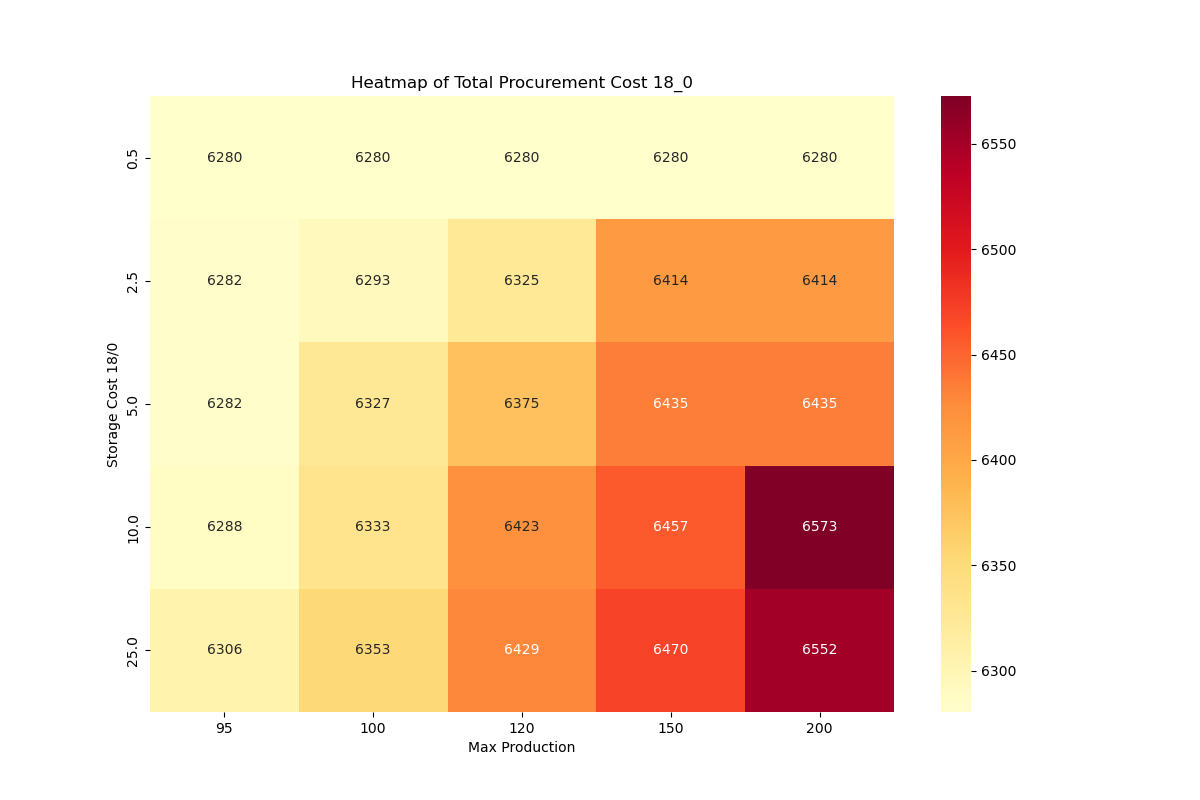 Heatmap of Total Procurement Cost 18_0
0.5 6280 6280 6280 6280 6280
2.5 6282 6293 6325 6414 6414
5.0 6282 6327 6375 6435 6435
10.0 6288 6333 6423 6457 6573
25.0 6306 6353 6429 6470 6552
Storage Cost 18/0
95 100 120 150 200
Max Production
6550
6500
6450
6400
6350
6300